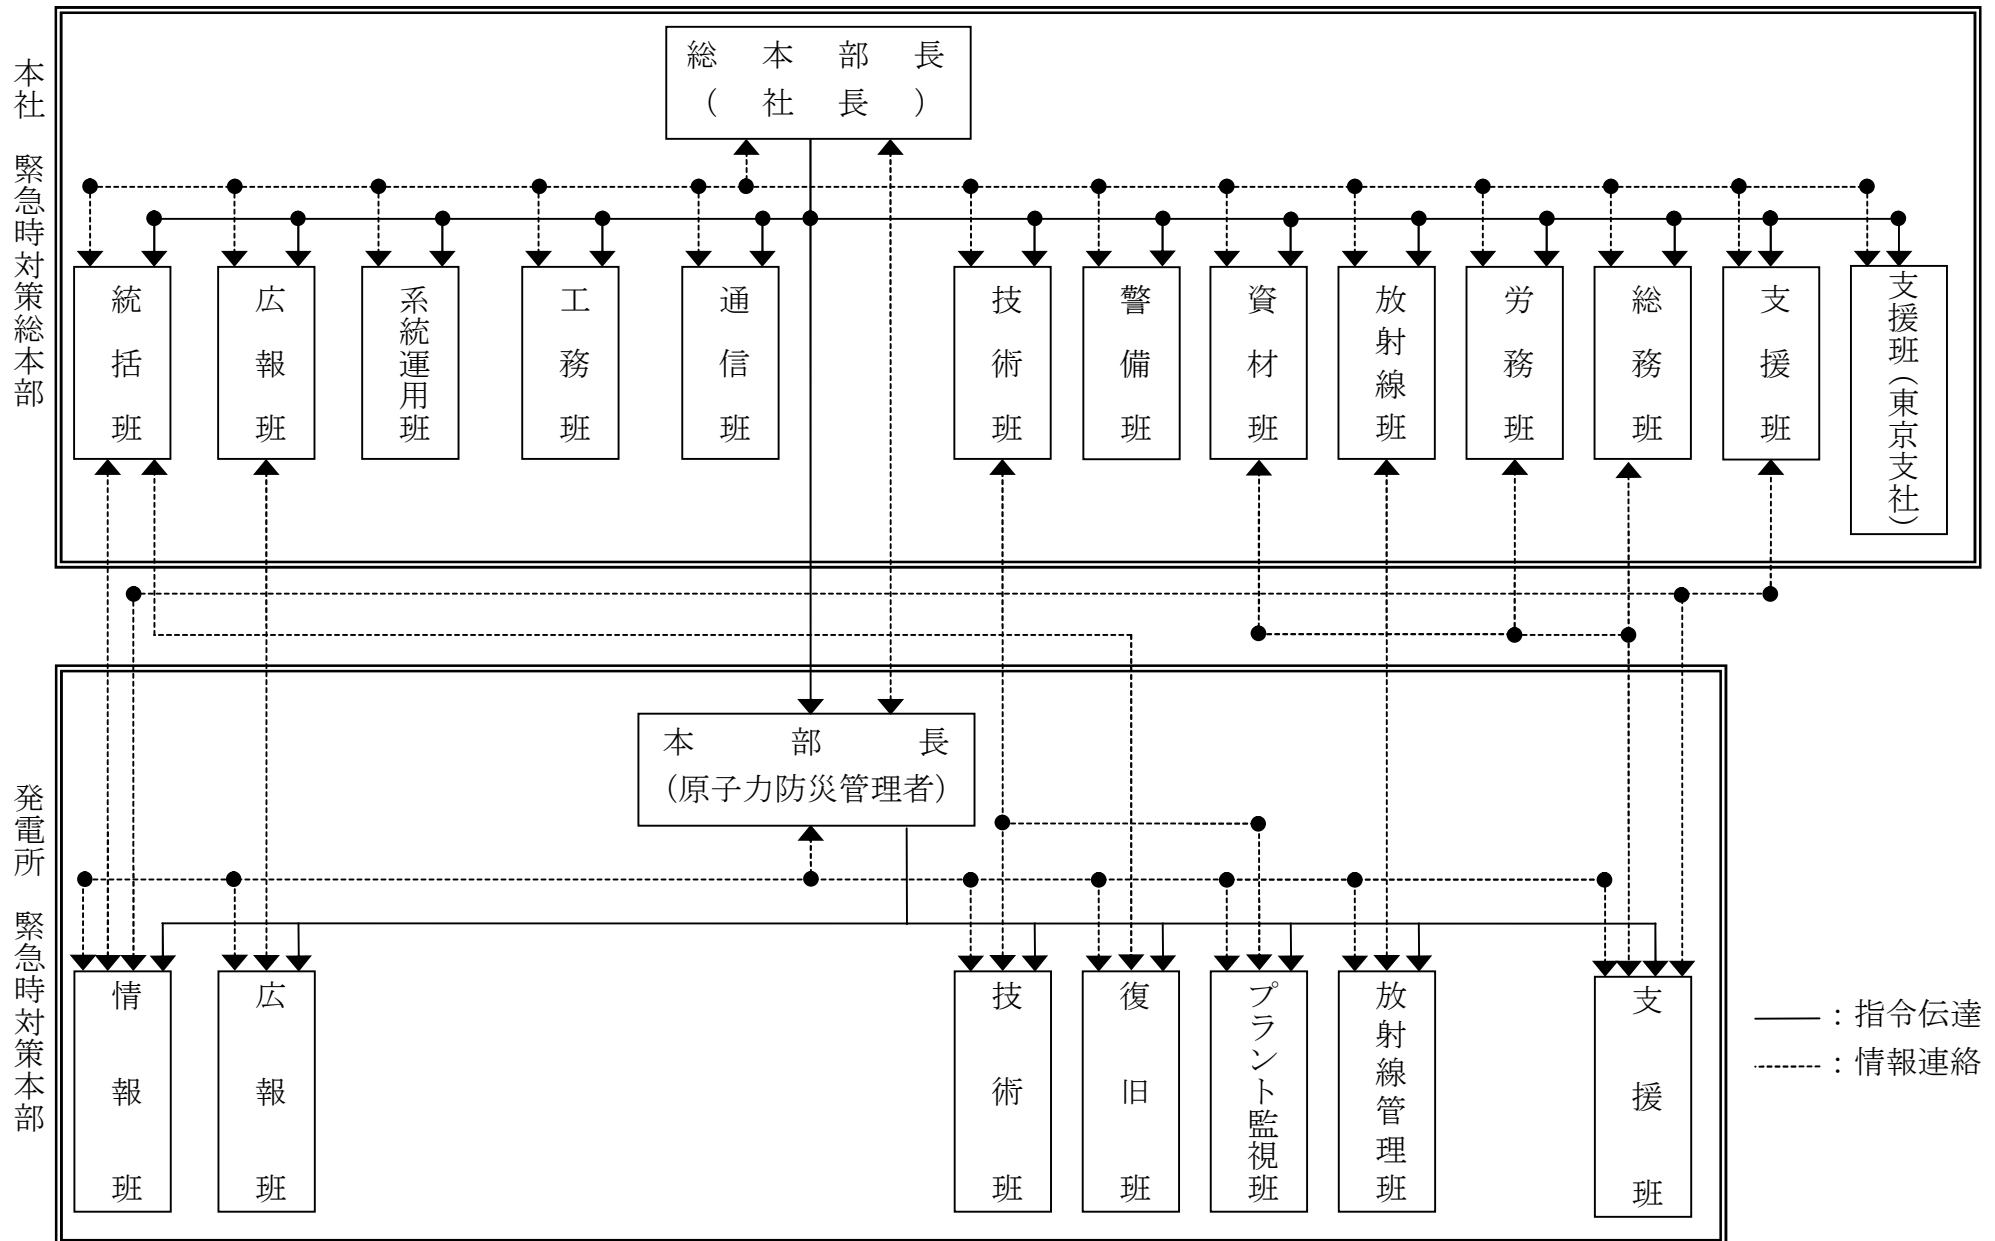 本社 緊急時対策総本部
総本部長
(社長)
統括班
広報班
系統運用班
工務班
通信班
技術班
警備班
資材班
放射線班
労務班
総務班
支援班
支援班(東京支社)
発電所 緊急時対策本部
本部長
(原子力防災管理者)
情報班
広報班
技術班
復旧班
プラント監視班
放射線管理班
支援班
:指令伝達
:情報連絡